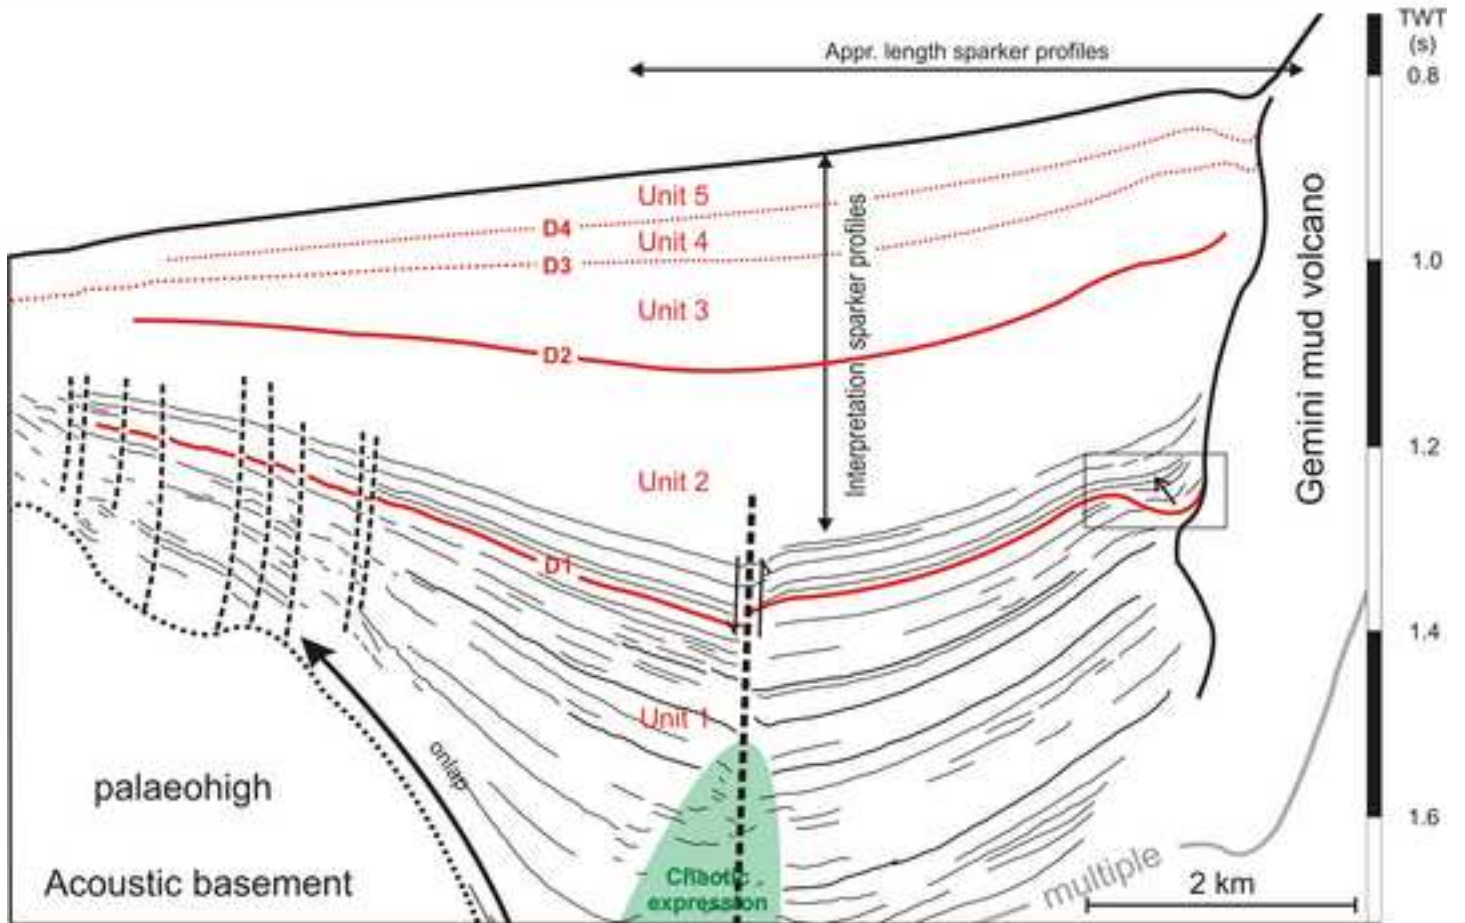 TWT
(s)
Appr. length sparker profiles
0.8
Unit 5
D4
Unit 4
D3
1.0
Unit 3
D2
Interpretation sparker profiles
Gemini mud volcano
1.2
Unit 2
D1
1.4
Unit 1
onlap
palaeohigh
1.6
Acoustic basement
Chaotic
expression
multiple
2 km